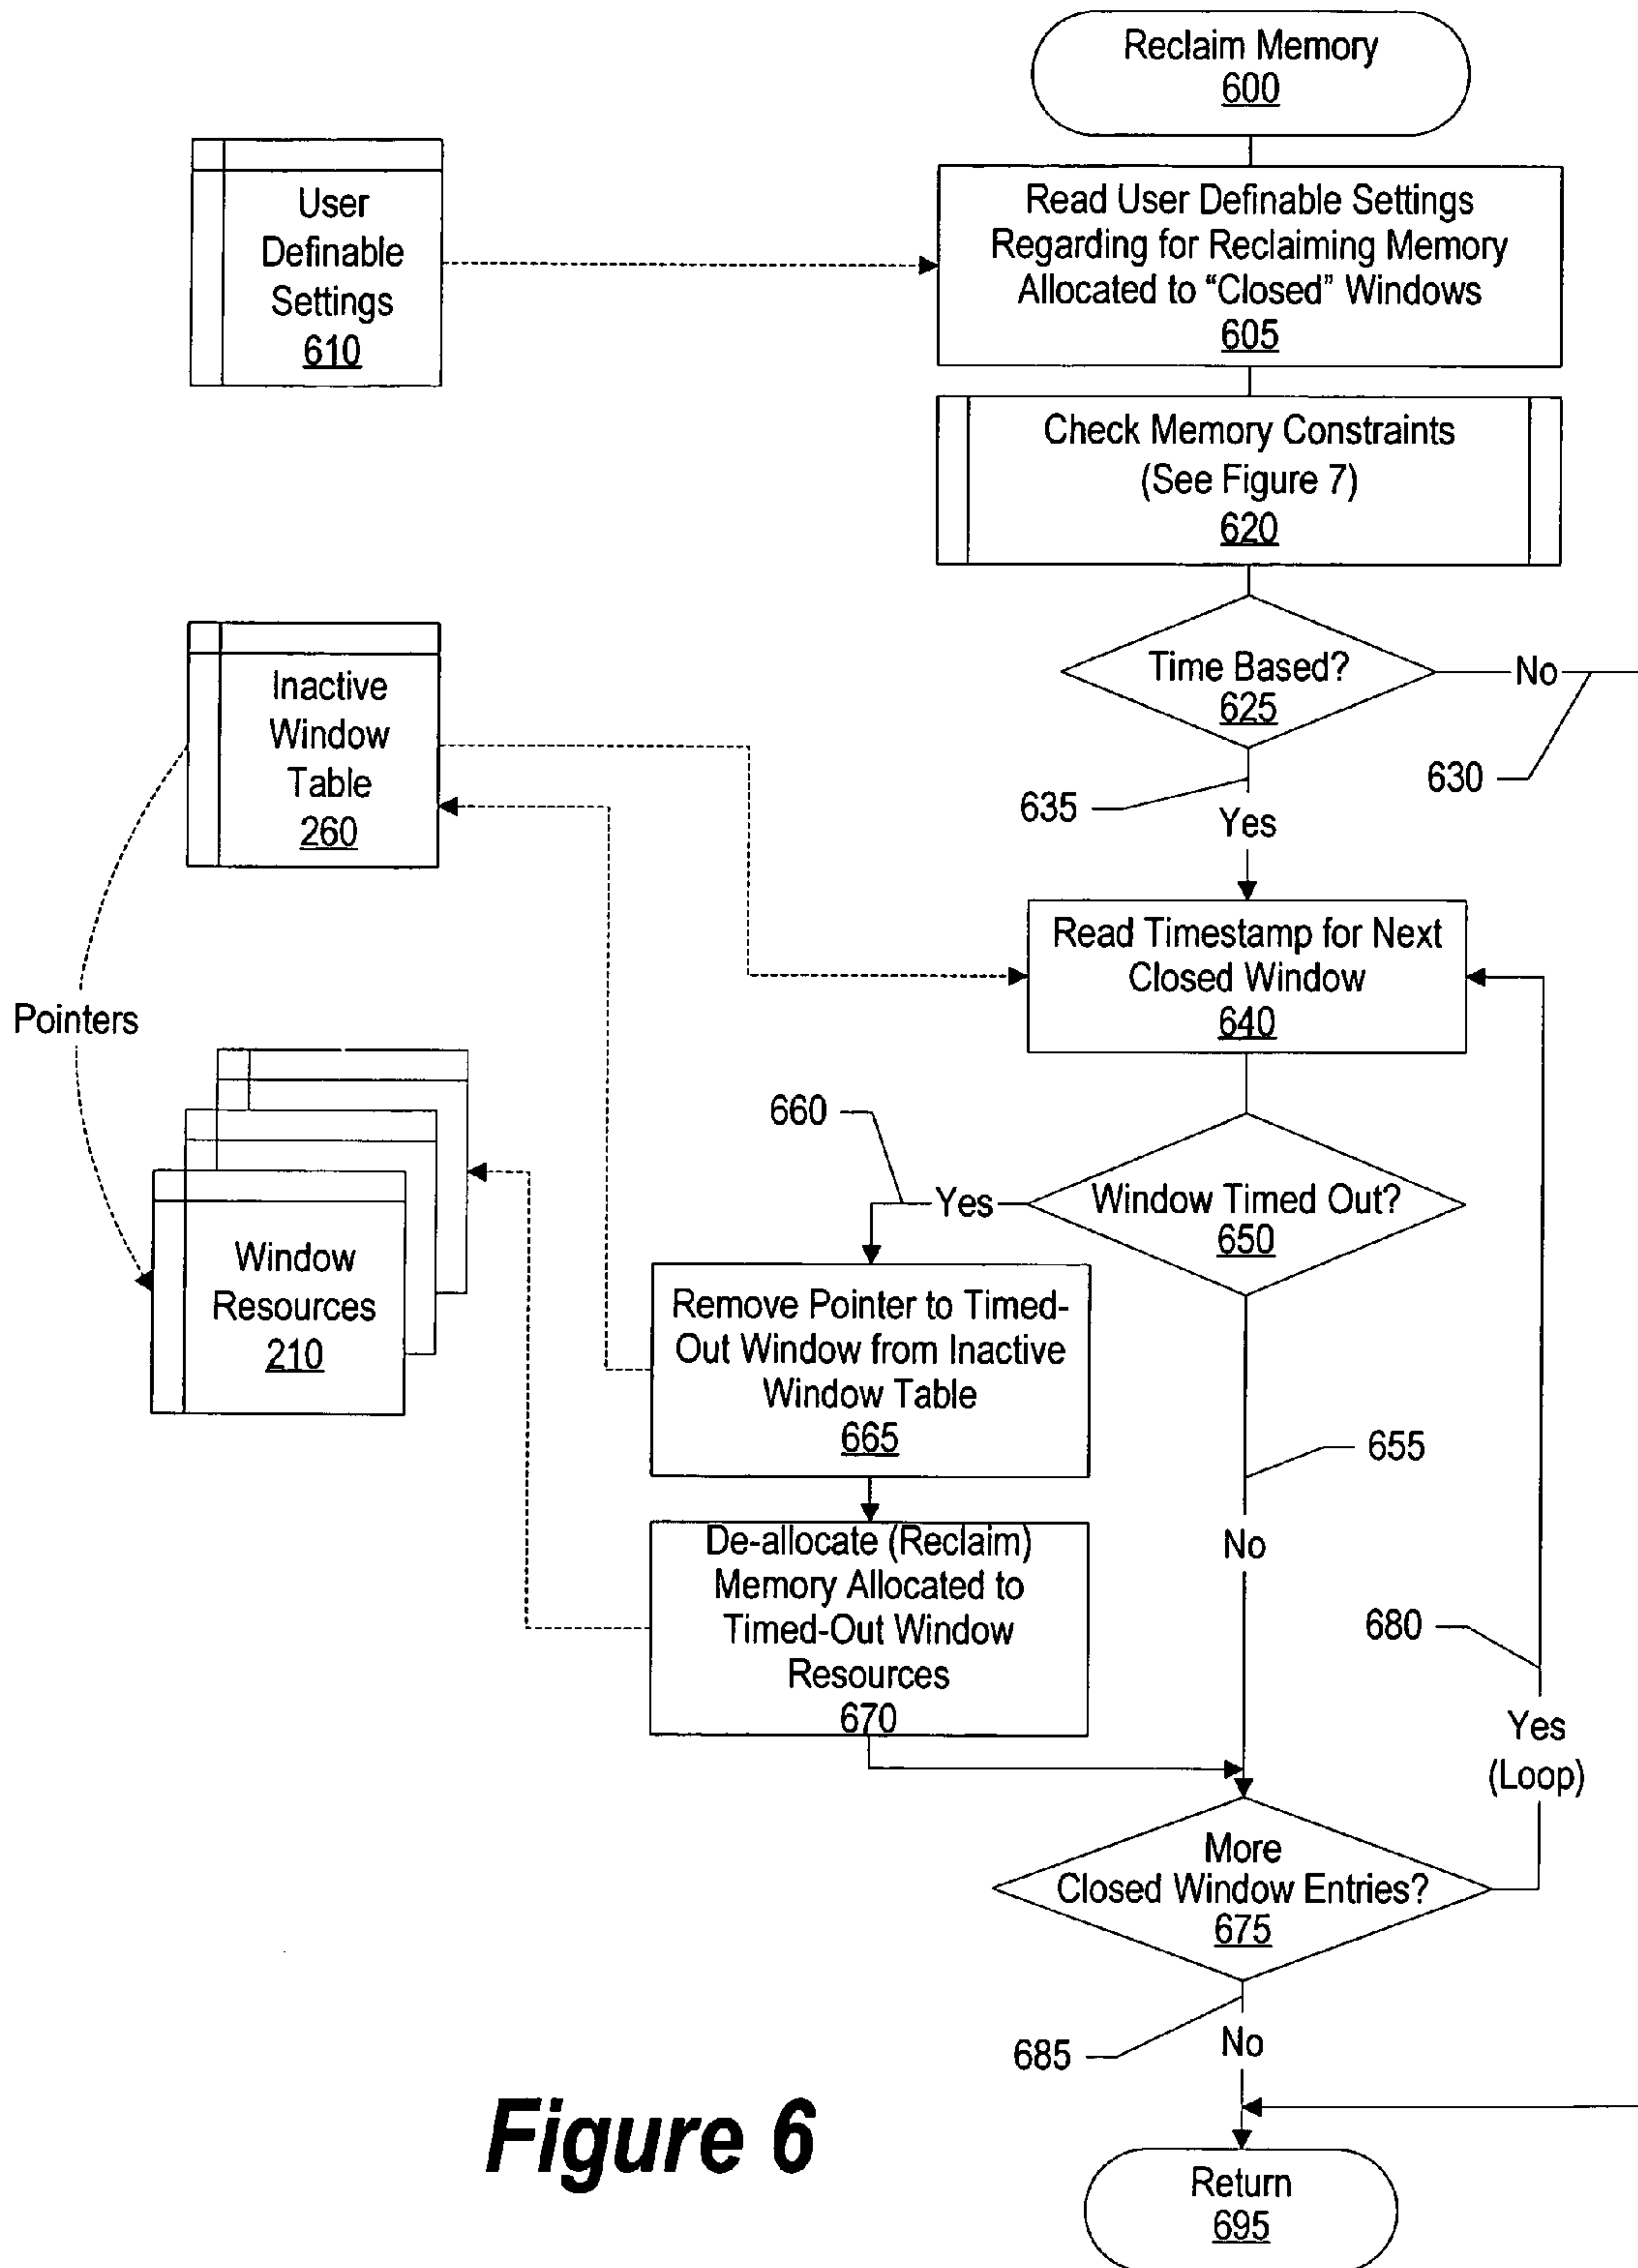 Reclaim Memory
600
User
Definable
Settings
610
Read User Definable Settings
Regarding for Reclaiming Memory
Allocated to “Closed” Windows
605
Check Memory Constraints
(See Figure 7)
620
Time Based?
625
No
630
635
Yes
Inactive
Window
Table
260
Pointers
Read Timestamp for Next
Closed Window
640
660
Yes
Window Timed Out?
650
Window
Resources
210
Remove Pointer to Timed-
Out Window from Inactive
Window Table
665
655
No
De-allocate (Reclaim)
Memory Allocated to
Timed-Out Window
Resources
670
680
Yes
(Loop)
More
Closed Window Entries?
675
685
No
Figure 6
Return
695